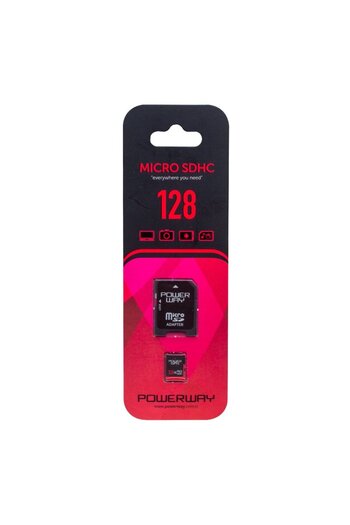 MICRO SDHC
"everywhere you need"
128
POWER
WAY
micro
SD
ADAPTER
POWERWAY